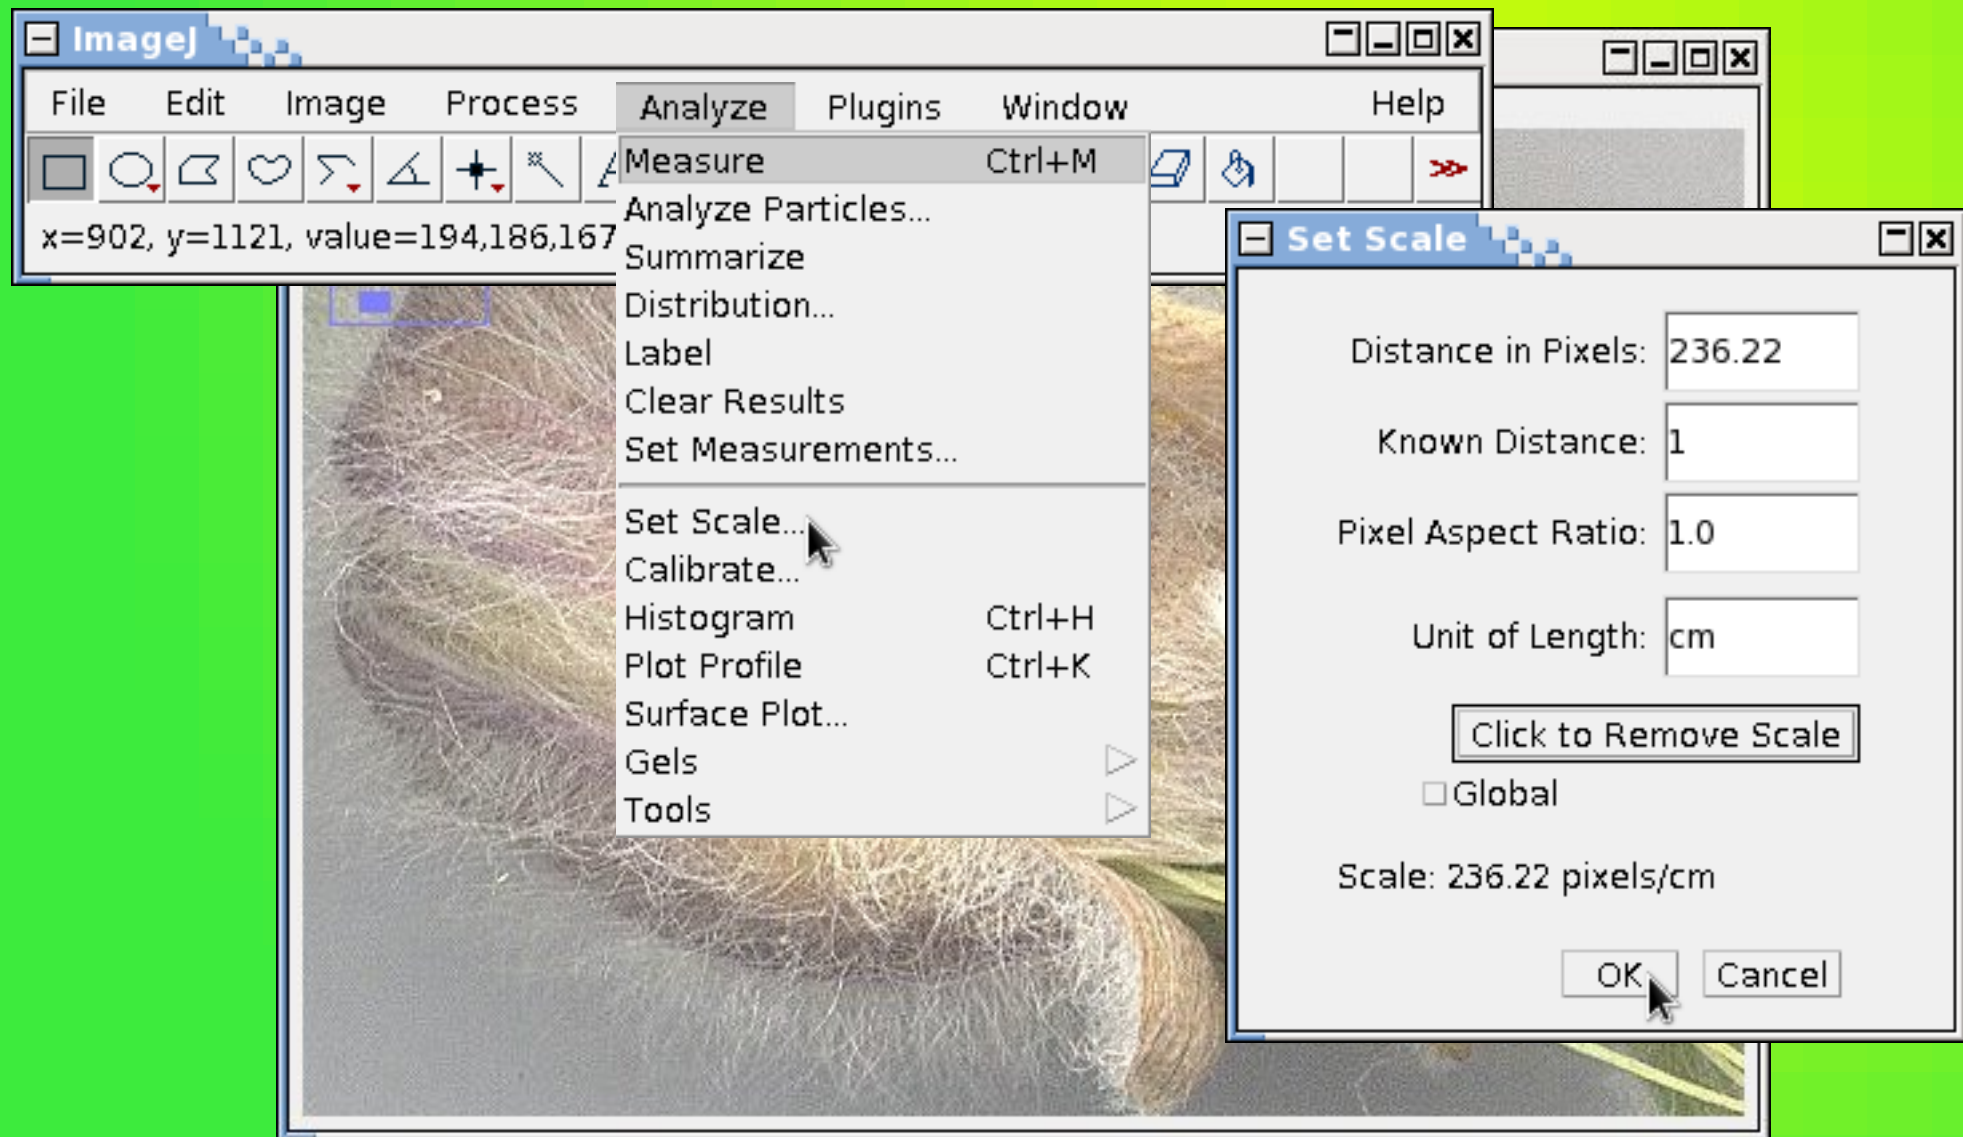 ImageJ
File Edit Image Process Analyze Plugins Window Help
x=902, y=1121, value=194,186,167
Measure Ctrl+M
Analyze Particles...
Summarize
Distribution...
Label
Clear Results
Set Measurements...
Set Scale...
Calibrate...
Histogram Ctrl+H
Plot Profile Ctrl+K
Surface Plot...
Gels
Tools
Set Scale
Distance in Pixels: 236.22
Known Distance: 1
Pixel Aspect Ratio: 1.0
Unit of Length: cm
Click to Remove Scale
Global
Scale: 236.22 pixels/cm
OK Cancel